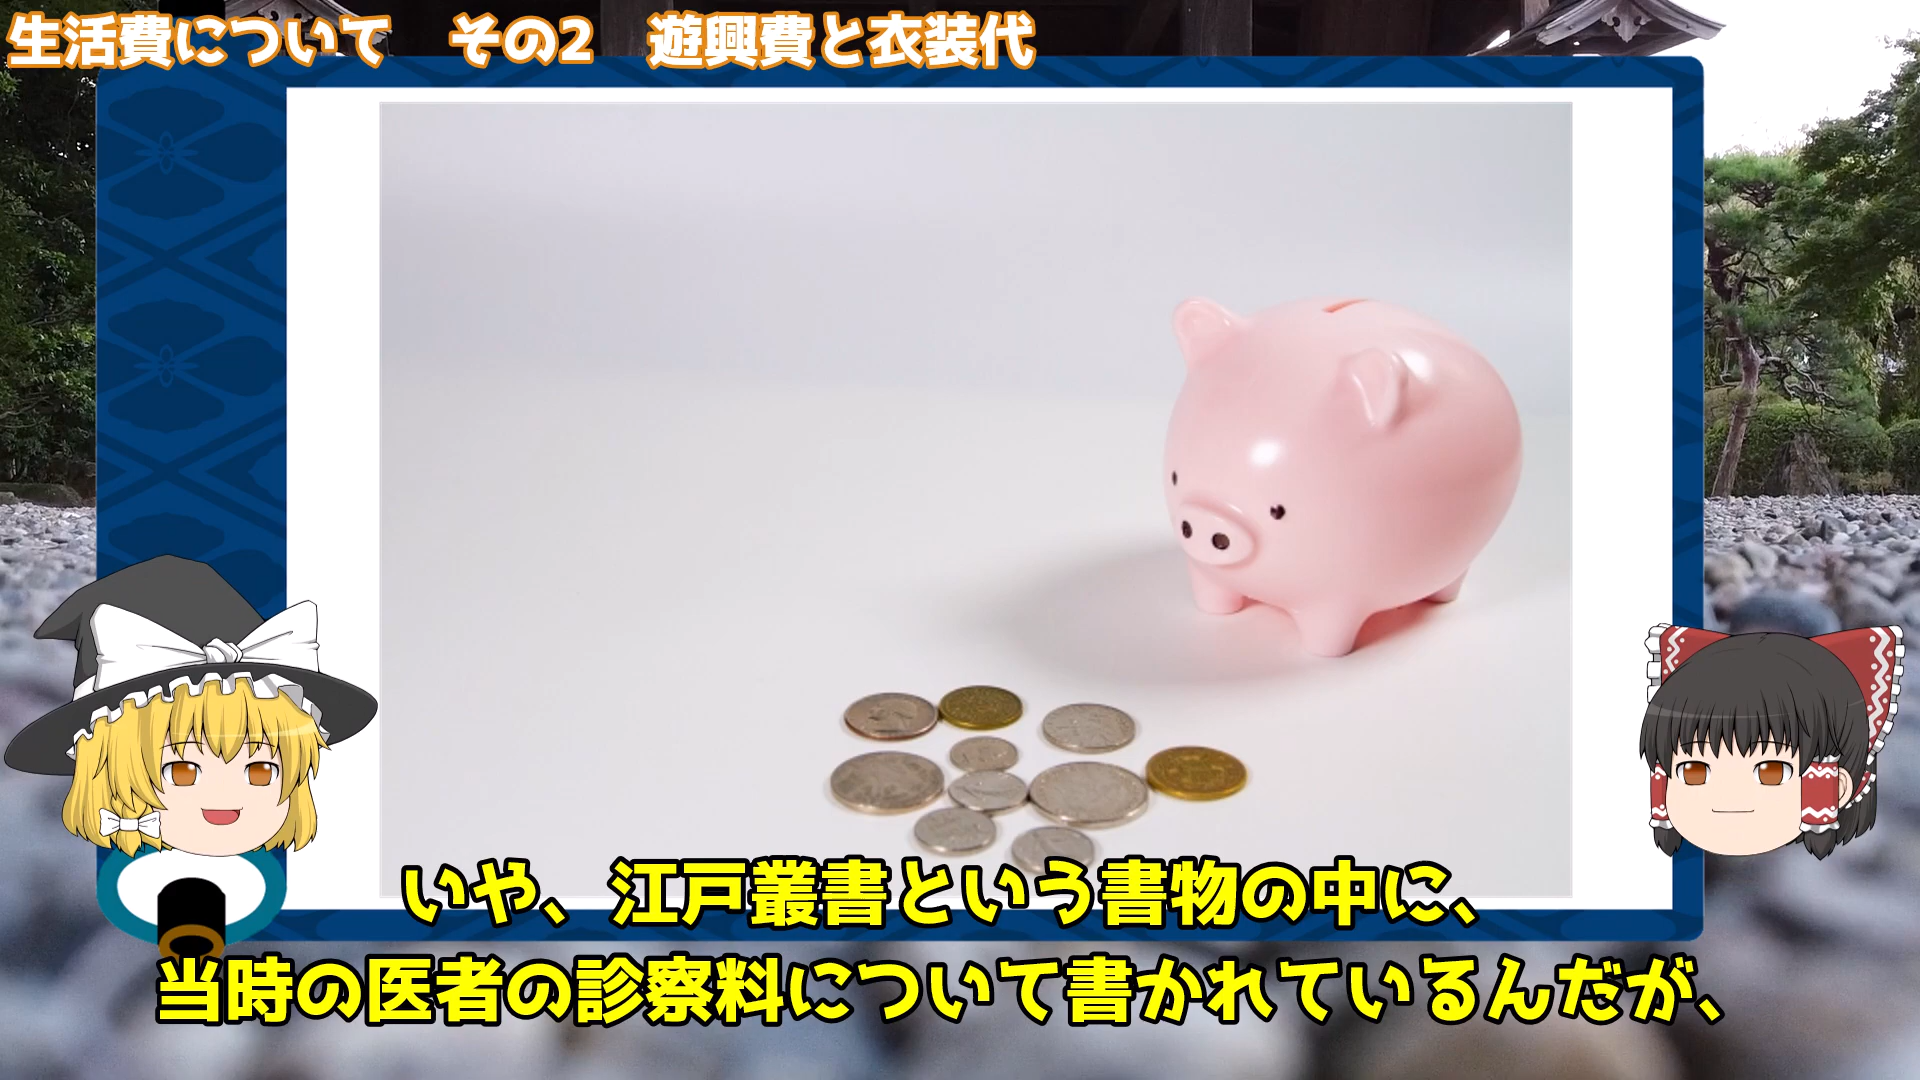 生活費について　その2　遊興費と衣装代
いや、江戸叢書という書物の中に、
当時の医者の診察料について書かれているんだが、